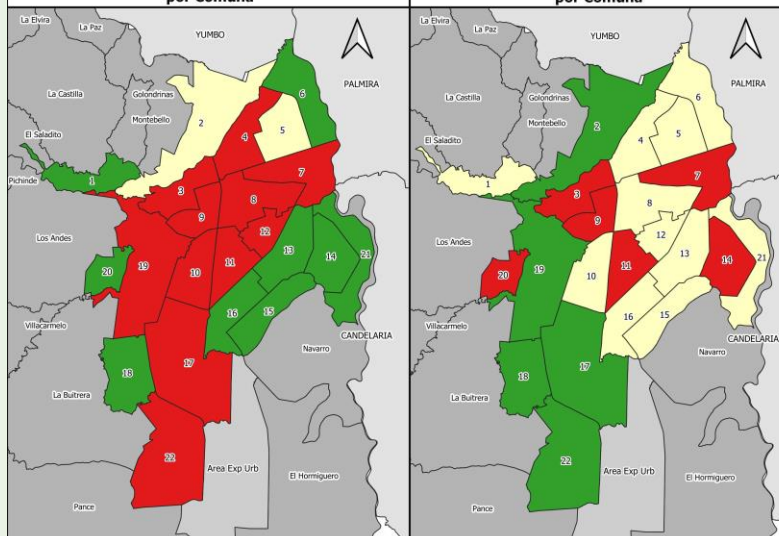 por Comuna
La Elvira
La Paz
YUMBO
La Castilla
Golondrinas
PALMIRA
6
Montebello
2
El Saladito
4
5
Pichinde
1
7
3
8
9
12
Los Andes
13
14
21
19
10
11
20
16
15
Villacarmelo
CANDELARIA
Navarro
17
18
La Buitrera
22
Area Exp Urb
El Hormiguero
Pance
por Comuna
La Elvira
La Paz
YUMBO
La Castilla
Golondrinas
PALMIRA
6
Montebello
2
El Saladito
4
5
Pichinde
1
7
3
8
9
12
Los Andes
13
14
21
19
10
11
20
16
15
Villacarmelo
CANDELARIA
Navarro
17
18
La Buitrera
22
Area Exp Urb
El Hormiguero
Pance